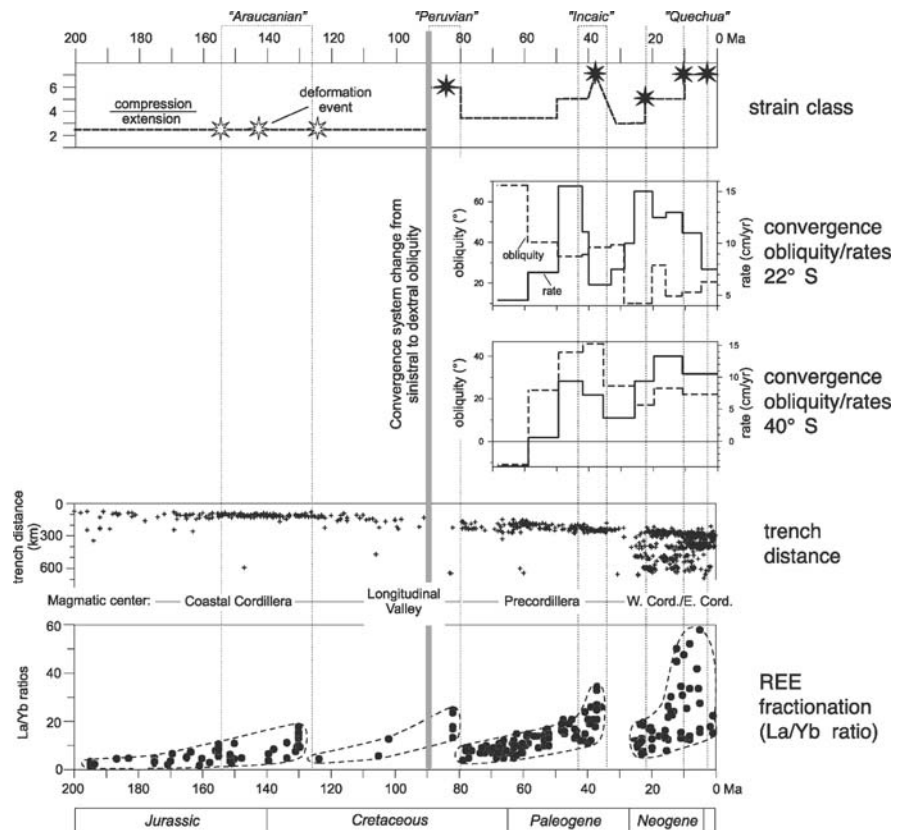 "Araucanian" "Peruvian" "Incaic" "Quechua"
200 180 160 140 120 100 80 60 40 20 0 Ma
6
4
2
compression
extension
deformation
event
strain class
Convergence system change from
sinistral to dextral obliquity
60
40
20
obliquity (°)
obliquity
rate
15
10
5
rate (cm/yr)
convergence
obliquity/rates
22° S
40
20
0
obliquity (°)
15
10
5
0
rate (cm/yr)
convergence
obliquity/rates
40° S
80 60 40 20 0
0
300
600
trench distance
(km)
trench
distance
Magmatic center: Coastal Cordillera Longitudinal
Valley Precordillera W. Cord./E. Cord.
60
40
20
0
La/Yb ratios
REE
fractionation
(La/Yb ratio)
200 180 160 140 120 100 80 60 40 20 0 Ma
Jurassic Cretaceous Paleogene Neogene